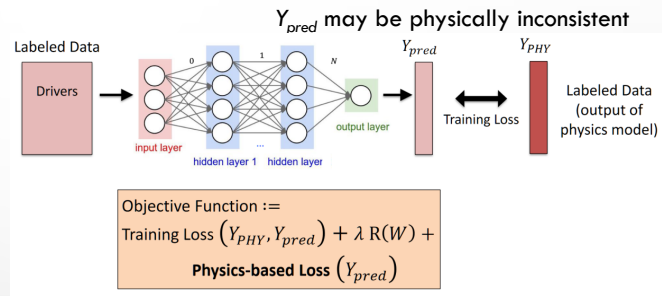 Y_pred may be physically inconsistent
Labeled Data
Y_pred
Y_PHY
Drivers
0
1
N
Training Loss
Labeled Data
(output of
physics model)
input layer
output layer
...
hidden layer 1
hidden layer
Objective Function :=
Training Loss (Y_PHY, Y_pred) + λ R(W) +
Physics-based Loss (Y_pred)